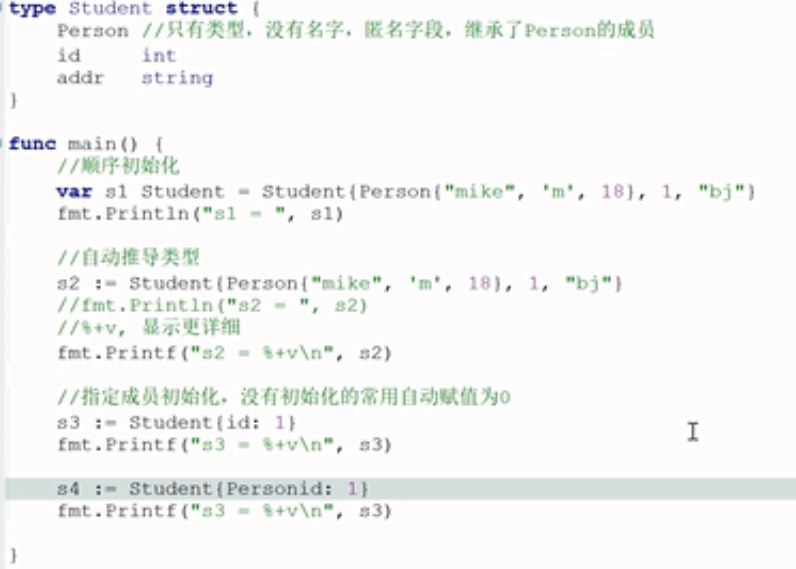 type Student struct {
    Person //只有类型，没有名字，匿名字段，继承了Person的成员
    id     int
    addr   string
}
func main() {
    //顺序初始化
    var s1 Student = Student{Person{"mike", 'm', 18}, 1, "bj"}
    fmt.Println("s1 = ", s1)
    //自动推导类型
    s2 := Student{Person{"mike", 'm', 18}, 1, "bj"}
    //fmt.Println("s2 = ", s2)
    //%+v, 显示更详细
    fmt.Printf("s2 = %+v\n", s2)
    //指定成员初始化，没有初始化的常用自动赋值为0
    s3 := Student{id: 1}
    fmt.Printf("s3 = %+v\n", s3)
    s4 := Student{Personid: 1}
    fmt.Printf("s3 = %+v\n", s3)
}